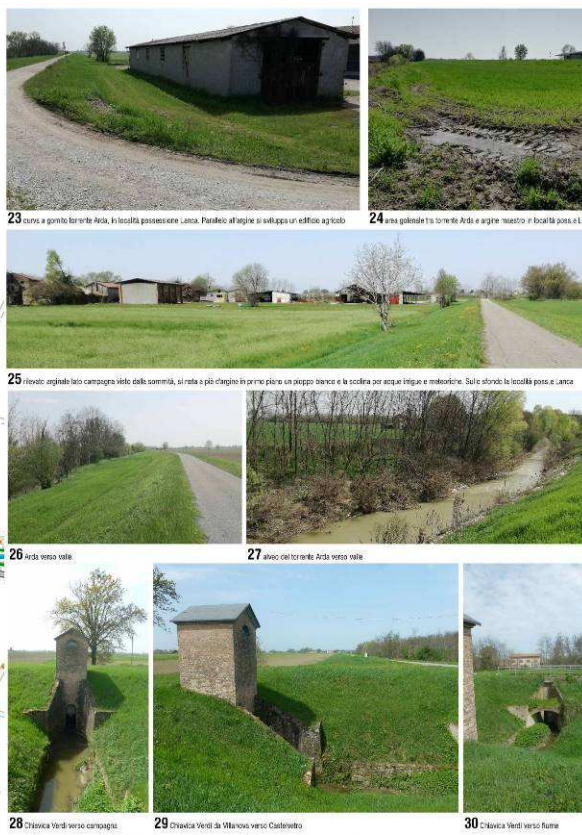 23 curva a gomito torrente Arda, in località possessione Lanca. Parallelo all'argine si sviluppa un edificio agricolo
24 area golenale tra torrente Arda e argine maestro in località poss.e L
25 rilevato arginale lato campagna visto dalla sommità, si nota a piè d'argine in primo piano un pioppo bianco e la scolina per acque irrigue e meteoriche. Sullo sfondo la località poss.e Lanca
26 Arda verso valle
27 alveo del torrente Arda verso valle
28 Chiavica Verdi verso campagna
29 Chiavica Verdi da Villanova verso Castelvetro
30 Chiavica Verdi verso fiume